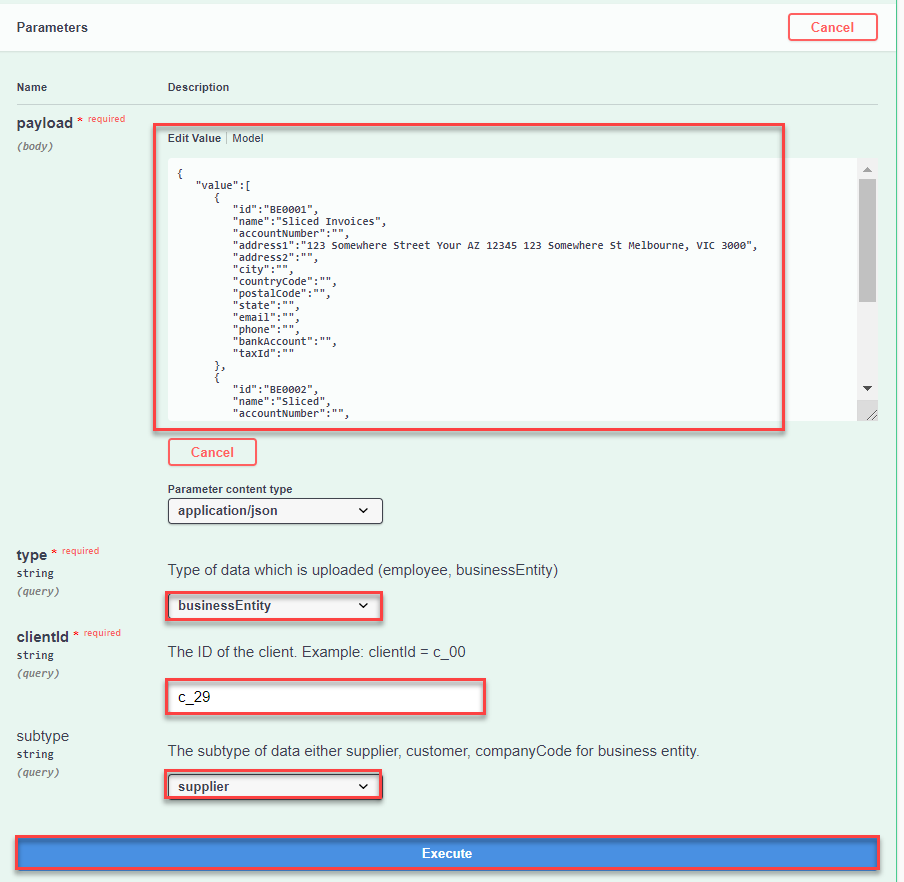 Parameters
Cancel
Name Description
payload * required
(body)
Edit Value | Model
{
"value":[
{
"id":"BE0001",
"name":"Sliced Invoices",
"accountNumber":"",
"address1":"123 Somewhere Street Your AZ 12345 123 Somewhere St Melbourne, VIC 3000",
"address2":"",
"city":"",
"countryCode":"",
"postalCode":"",
"state":"",
"email":"",
"phone":"",
"bankAccount":"",
"taxId":""
},
{
"id":"BE0002",
"name":"Sliced",
"accountNumber":"",
Cancel
Parameter content type
application/json
type * required
string
(query)
Type of data which is uploaded (employee, businessEntity)
businessEntity
clientId * required
string
(query)
The ID of the client. Example: clientId = c_00
c_29
subtype
string
(query)
The subtype of data either supplier, customer, companyCode for business entity.
supplier
Execute